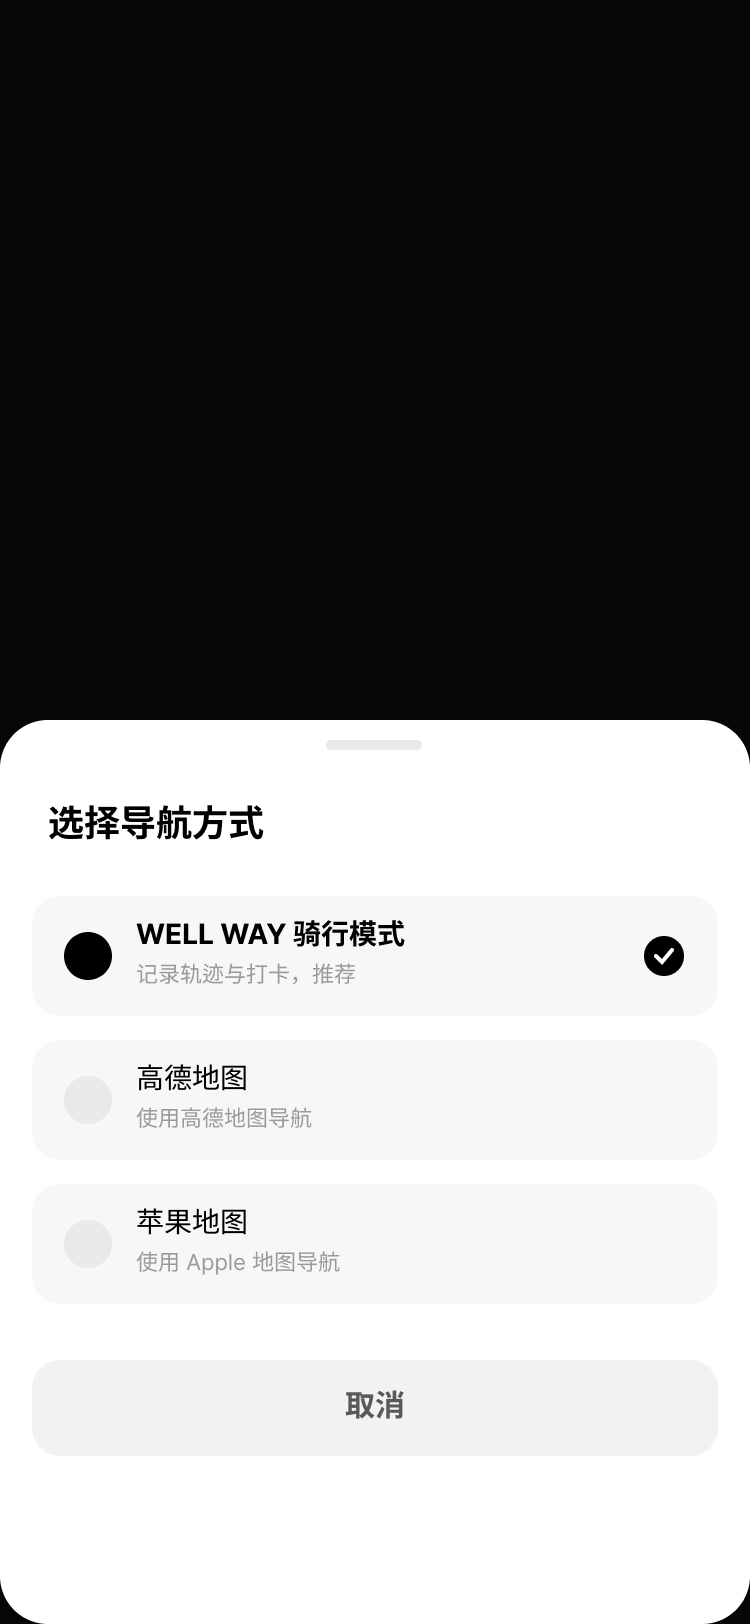 选择导航方式
WELL WAY 骑行模式
记录轨迹与打卡，推荐
高德地图
使用高德地图导航
苹果地图
使用 Apple 地图导航
取消